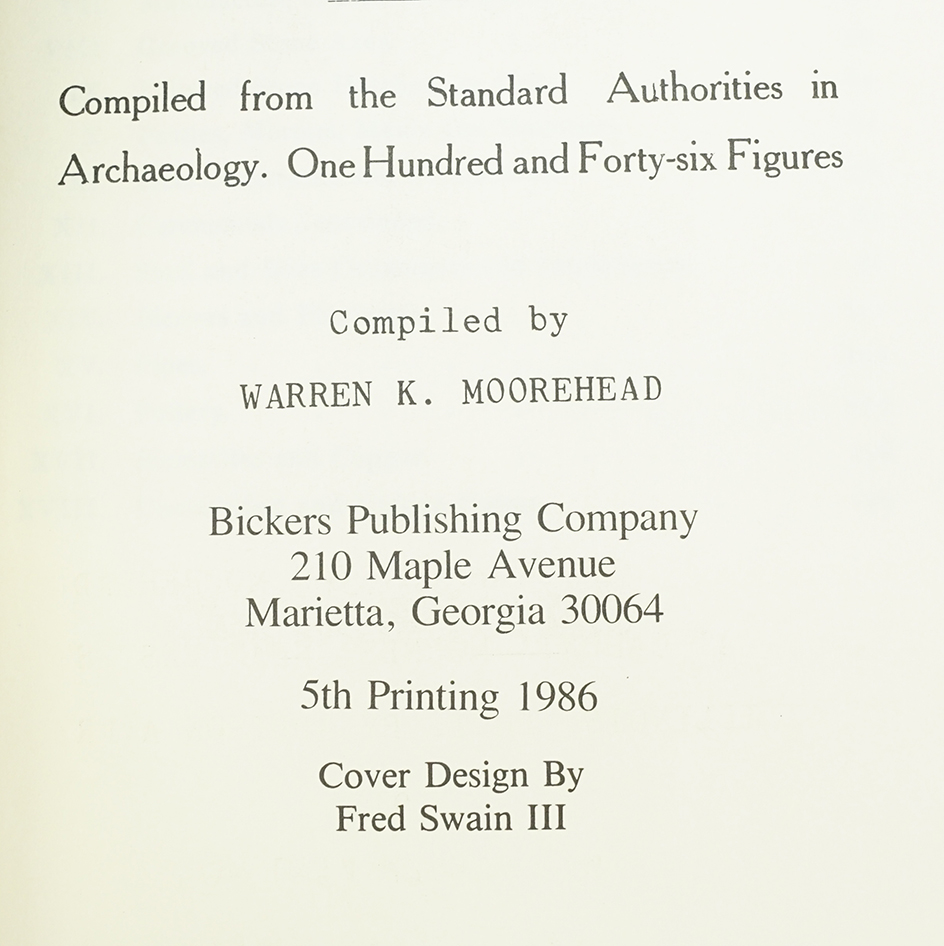 Compiled from the Standard Authorities in
Archaeology. One Hundred and Forty-six Figures
Compiled by
WARREN K. MOOREHEAD
Bickers Publishing Company
210 Maple Avenue
Marietta, Georgia 30064
5th Printing 1986
Cover Design By
Fred Swain III